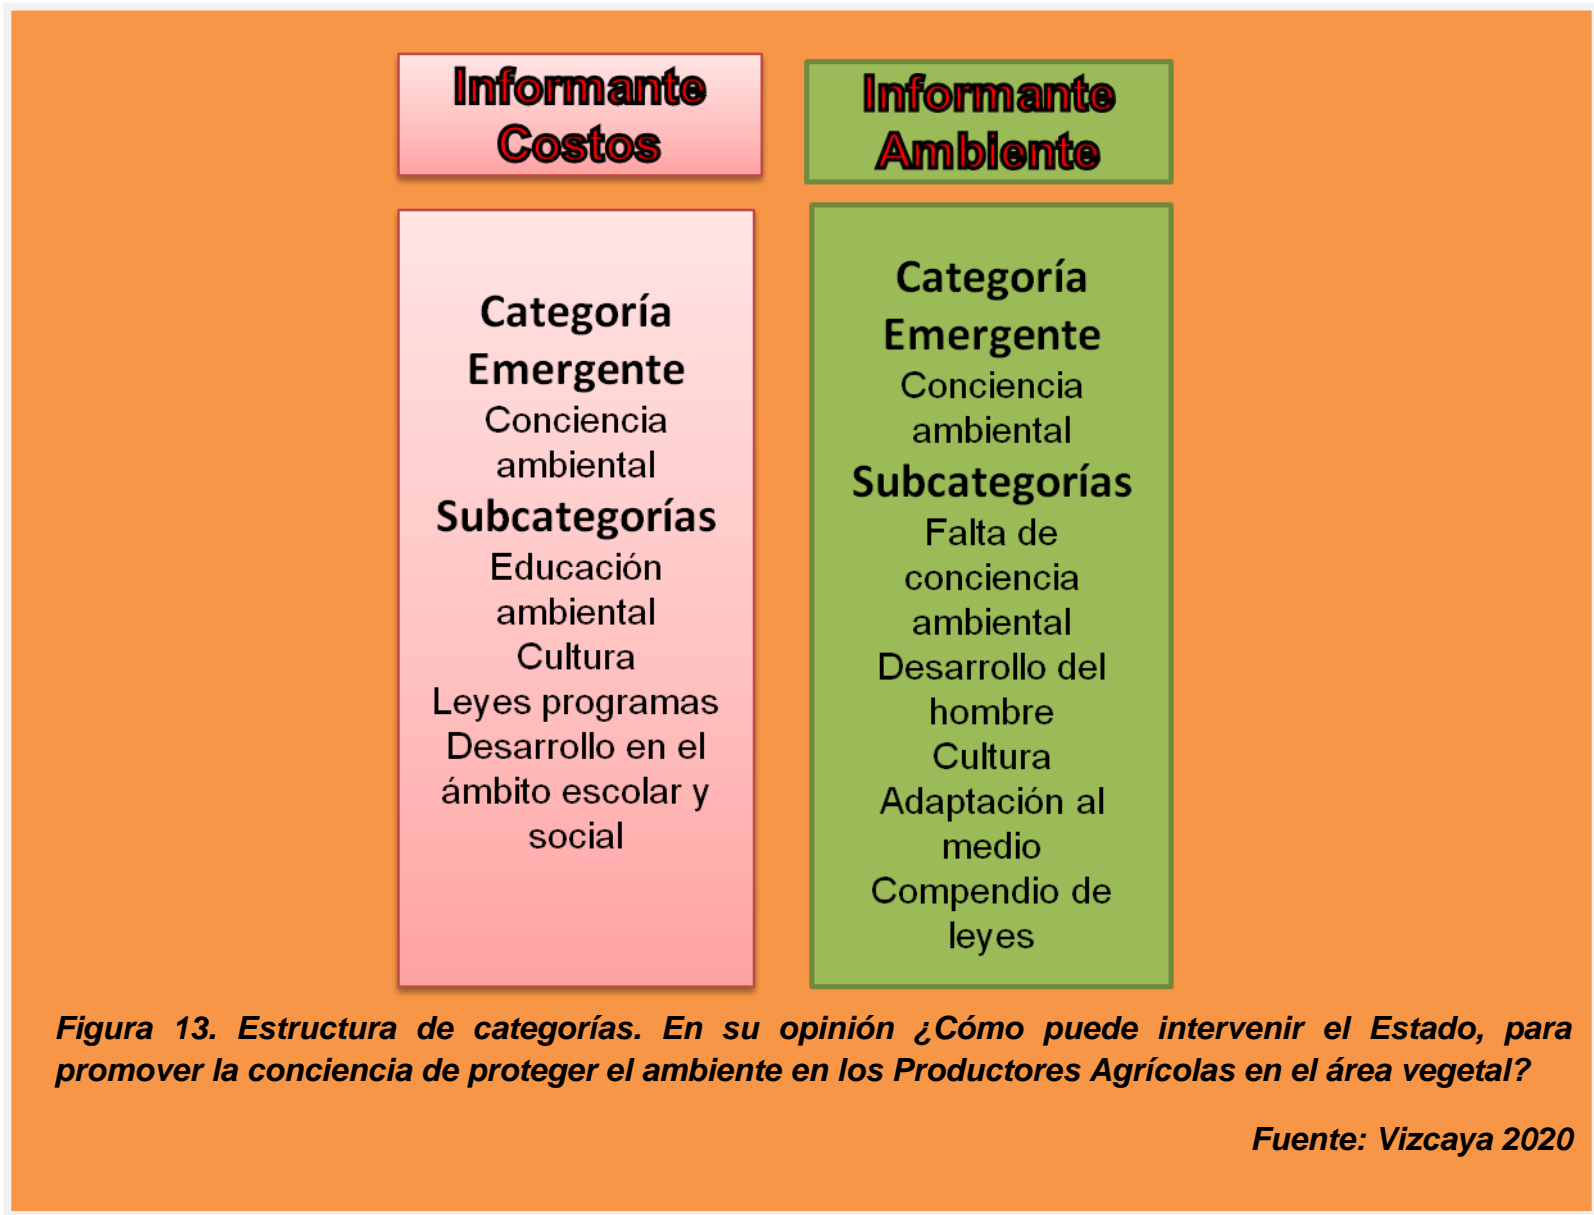 Informante
Costos
Categoría
Emergente
Conciencia
ambiental
Subcategorías
Educación
ambiental
Cultura
Leyes programas
Desarrollo en el
ámbito escolar y
social
Informante
Ambiente
Categoría
Emergente
Conciencia
ambiental
Subcategorías
Falta de
conciencia
ambiental
Desarrollo del
hombre
Cultura
Adaptación al
medio
Compendio de
leyes
Figura 13. Estructura de categorías. En su opinión ¿Cómo puede intervenir el Estado, para
promover la conciencia de proteger el ambiente en los Productores Agrícolas en el área vegetal?
Fuente: Vizcaya 2020